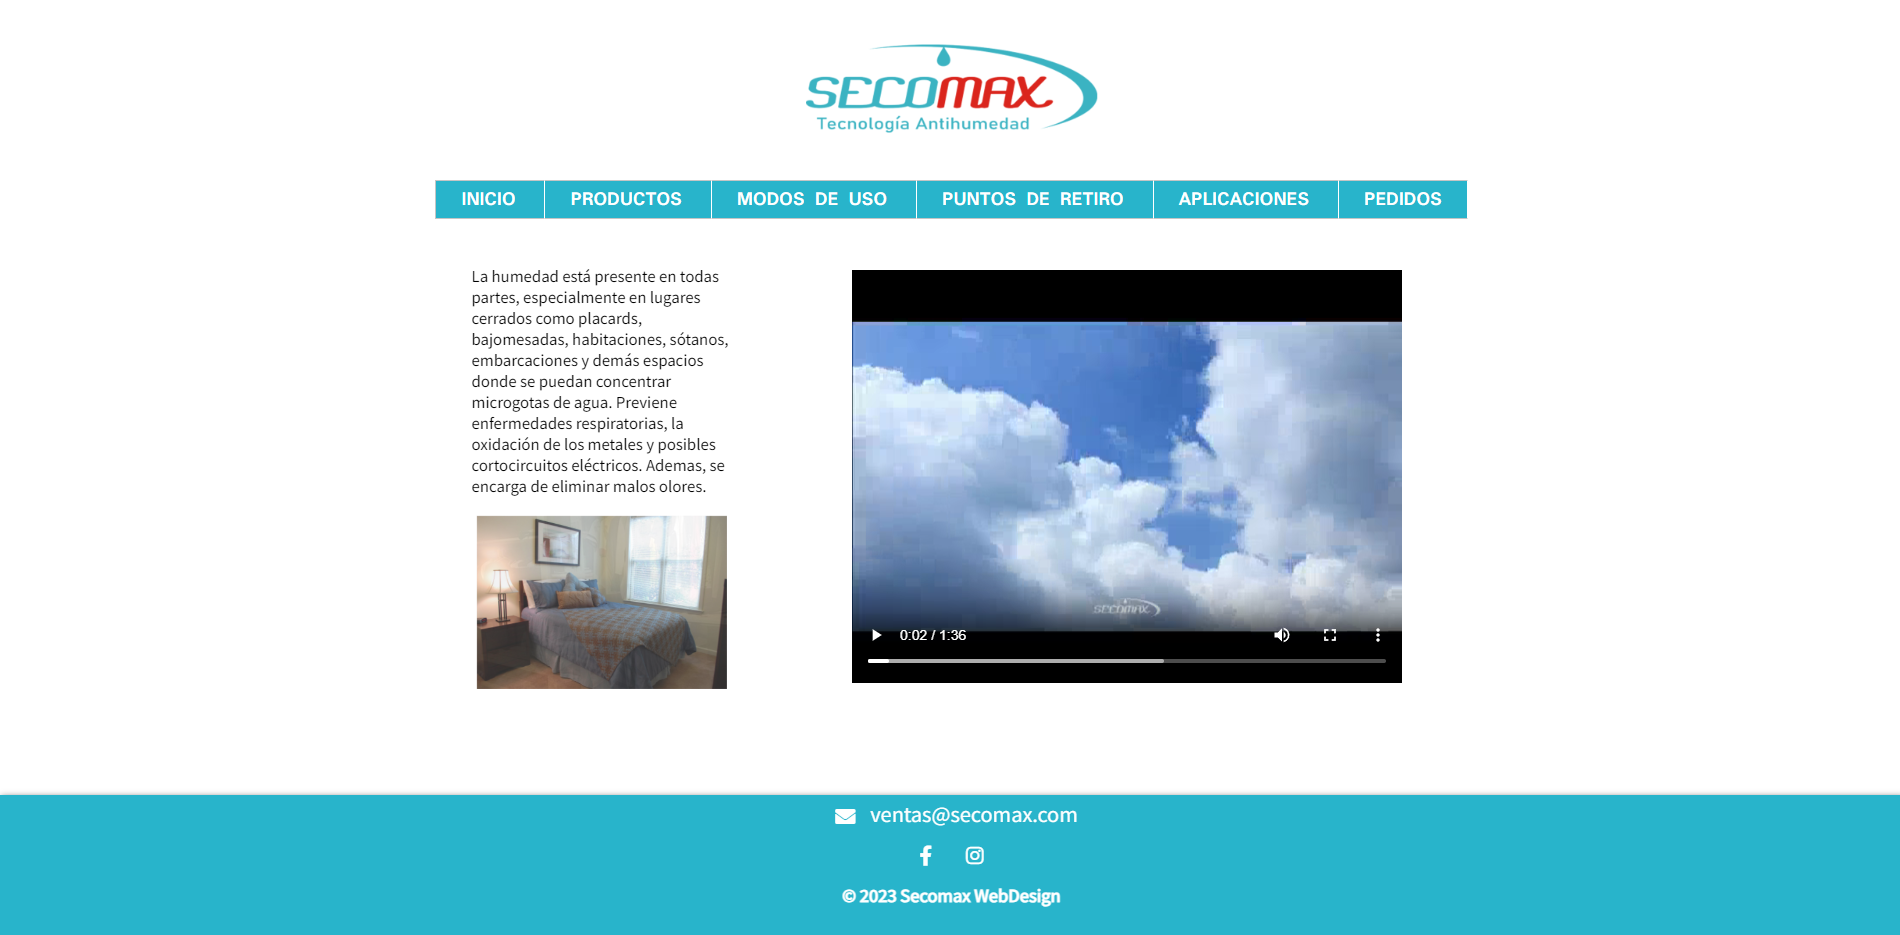 SECOMAX
Tecnología Antihumedad
INICIO PRODUCTOS MODOS DE USO PUNTOS DE RETIRO APLICACIONES PEDIDOS
La humedad está presente en todas
partes, especialmente en lugares
cerrados como placards,
bajomesadas, habitaciones, sótanos,
embarcaciones y demás espacios
donde se puedan concentrar
microgotas de agua. Previene
enfermedades respiratorias, la
oxidación de los metales y posibles
cortocircuitos eléctricos. Ademas, se
encarga de eliminar malos olores.
SECOMAX
0:02 / 1:36
ventas@secomax.com
© 2023 Secomax WebDesign